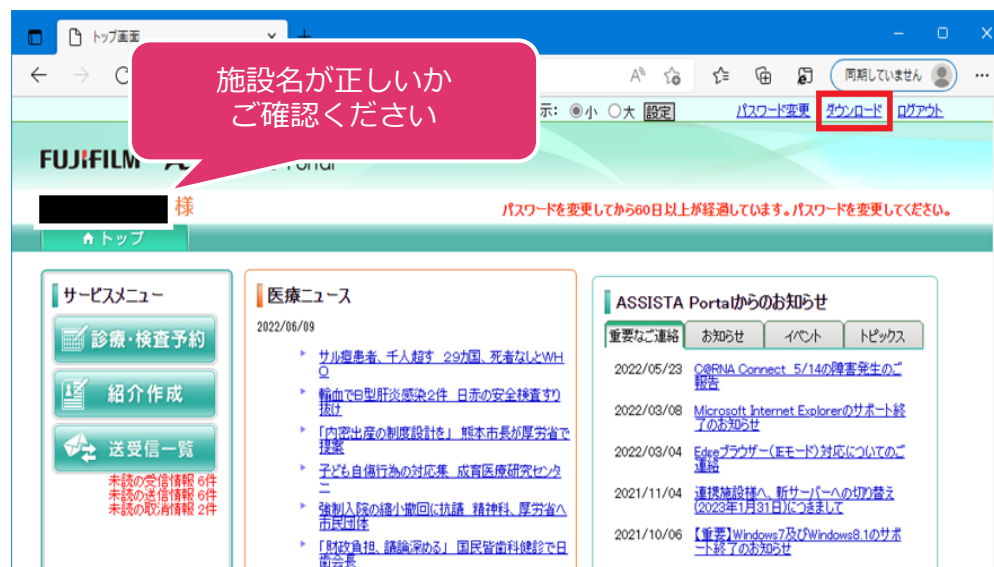 トップ画面
施設名が正しいか
ご確認ください
同期していません
示: ◉小 ○大 設定
パスワード変更 ダウンロード ログアウト
FUJIFILM
様
パスワードを変更してから60日以上が経過しています。パスワードを変更してください。
トップ
サービスメニュー
診療・検査予約
紹介作成
送受信一覧
未読の受信情報 6件
未読の送信情報 6件
未読の取消情報 2件
医療ニュース
2022/06/09
サル痘患者、千人超す 29カ国、死者なしとWH
O
輸血でB型肝炎感染2件 日赤の安全検査すり
抜け
「内密出産の制度設計を」 熊本市長が厚労省で
提案
子ども自傷行為の対応集 成育医療研究センタ
ー
強制入院の縮小撤回に抗議 精神科、厚労省へ
市民団体
「財政負担、議論深める」 国民皆歯科健診で日
歯会長
ASSISTA Portalからのお知らせ
重要なご連絡 お知らせ イベント トピックス
2022/05/23 C@RNA Connect 5/14の障害発生のご
報告
2022/03/08 Microsoft Internet Explorerのサポート終
了のお知らせ
2022/03/04 Edgeブラウザー(IEモード)対応についてのご
連絡
2021/11/04 連携施設様へ、新サーバーへの切り替え
(2023年1月31日)につきまして
2021/10/06 【重要】Windows7及びWindows8.1のサポ
ート終了のお知らせ